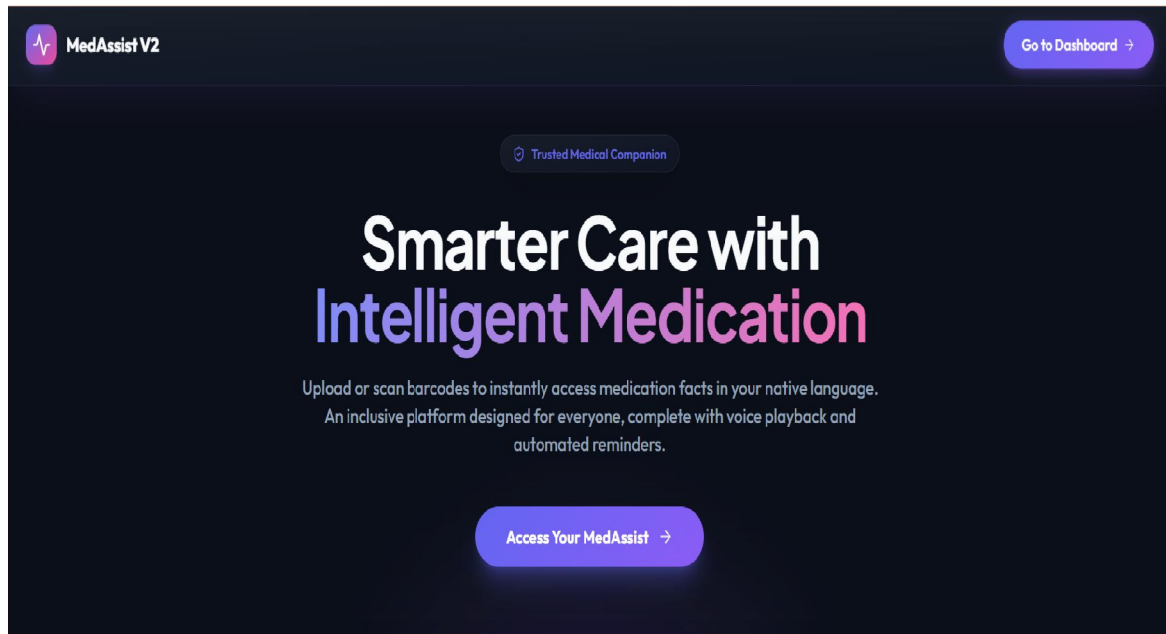 MedAssist V2
Go to Dashboard →
Trusted Medical Companion
Smarter Care with
Intelligent Medication
Upload or scan barcodes to instantly access medication facts in your native language.
An inclusive platform designed for everyone, complete with voice playback and
automated reminders.
Access Your MedAssist →